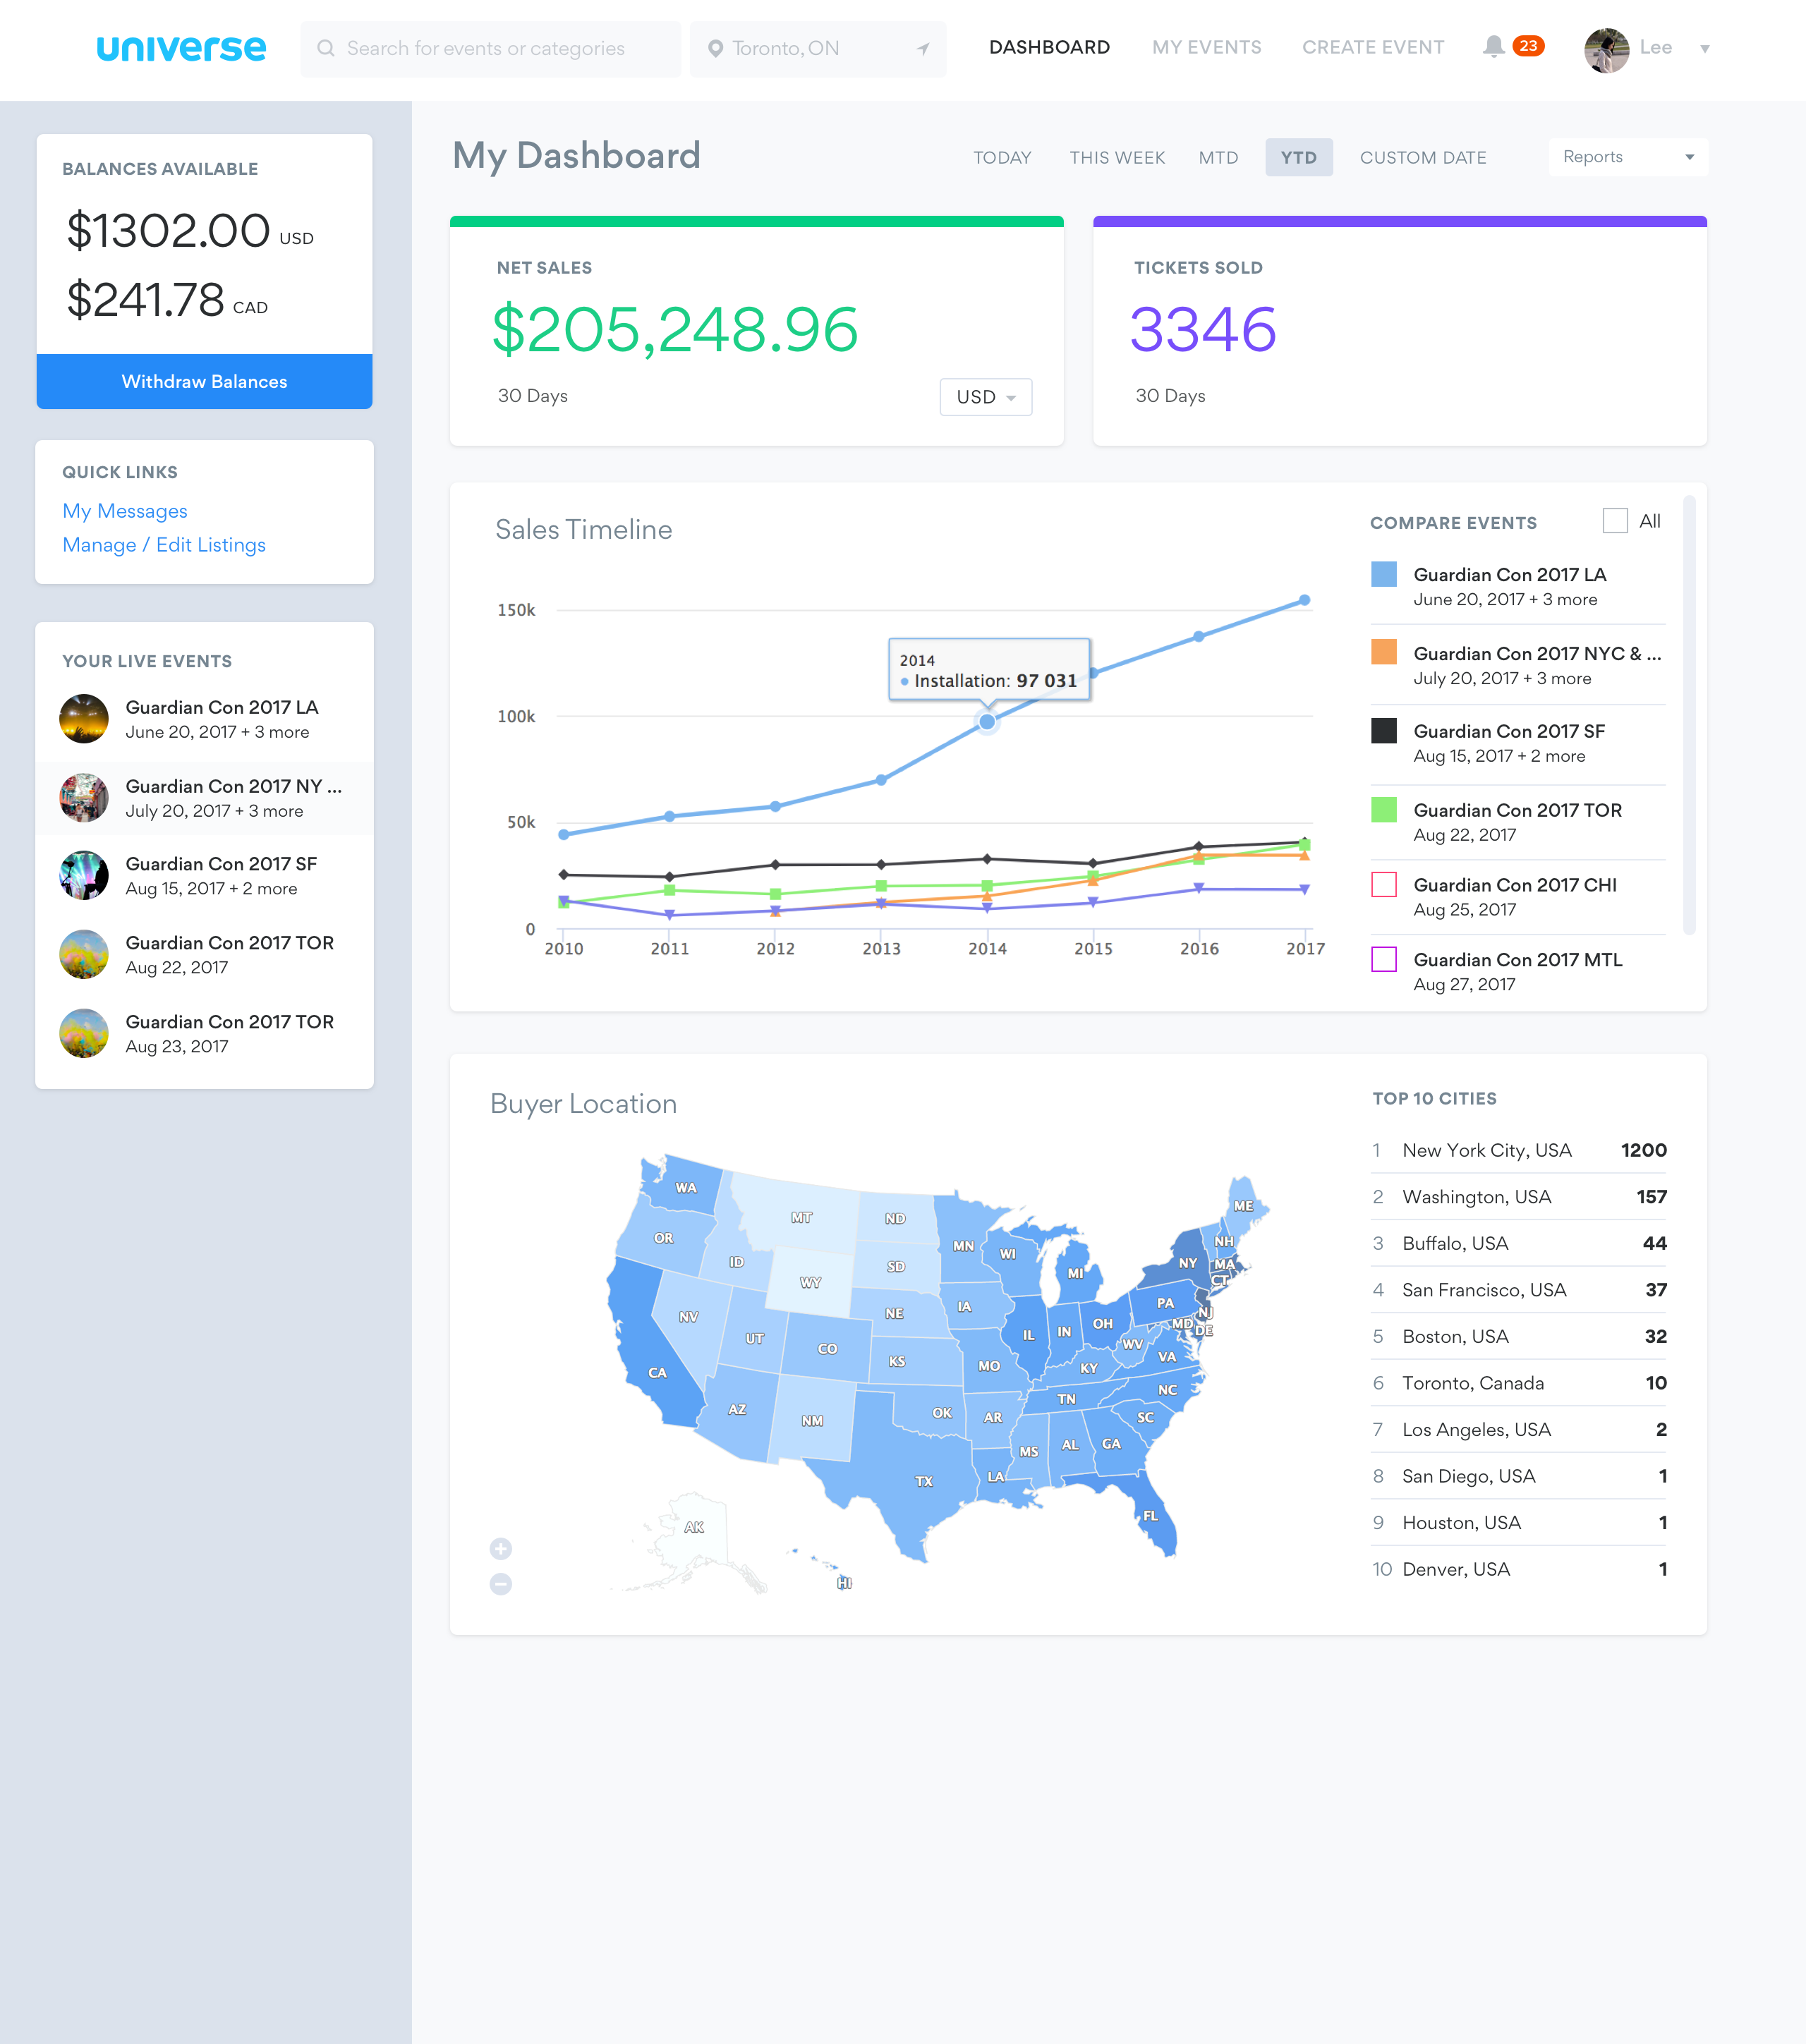 universe
Search for events or categories
Toronto, ON
DASHBOARD
MY EVENTS
CREATE EVENT
23
Lee
BALANCES AVAILABLE
$1302.00 USD
$241.78 CAD
Withdraw Balances
QUICK LINKS
My Messages
Manage / Edit Listings
YOUR LIVE EVENTS
Guardian Con 2017 LA
June 20, 2017 + 3 more
Guardian Con 2017 NY ...
July 20, 2017 + 3 more
Guardian Con 2017 SF
Aug 15, 2017 + 2 more
Guardian Con 2017 TOR
Aug 22, 2017
Guardian Con 2017 TOR
Aug 23, 2017
My Dashboard
TODAY
THIS WEEK
MTD
YTD
CUSTOM DATE
Reports
NET SALES
$205,248.96
30 Days
USD
TICKETS SOLD
3346
30 Days
Sales Timeline
150k
100k
50k
0
2014
Installation: 97 031
2010 2011 2012 2013 2014 2015 2016 2017
COMPARE EVENTS
All
Guardian Con 2017 LA
June 20, 2017 + 3 more
Guardian Con 2017 NYC & ...
July 20, 2017 + 3 more
Guardian Con 2017 SF
Aug 15, 2017 + 2 more
Guardian Con 2017 TOR
Aug 22, 2017
Guardian Con 2017 CHI
Aug 25, 2017
Guardian Con 2017 MTL
Aug 27, 2017
Buyer Location
WA
MT
ND
ME
OR
ID
MN
WI
NH
WY
SD
MI
NY
MA
CT
NV
NE
IA
PA
NJ
UT
CO
IL
IN
OH
MD
DE
WV
CA
KS
MO
KY
VA
AZ
NM
OK
AR
TN
NC
SC
MS
AL
GA
TX
LA
FL
AK
HI
TOP 10 CITIES
1 New York City, USA 1200
2 Washington, USA 157
3 Buffalo, USA 44
4 San Francisco, USA 37
5 Boston, USA 32
6 Toronto, Canada 10
7 Los Angeles, USA 2
8 San Diego, USA 1
9 Houston, USA 1
10 Denver, USA 1